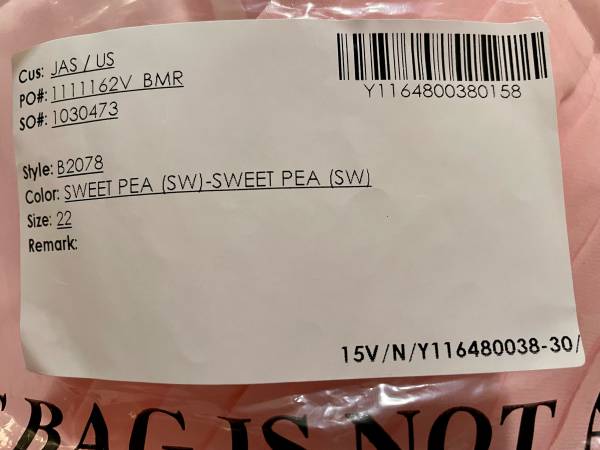 Cus: JAS / US
PO#: 1111162V BMR
SO#: 1030473
Y1164800380158
Style: B2078
Color: SWEET PEA (SW)-SWEET PEA (SW)
Size: 22
Remark:
15V/N/Y116480038-30/
BAG IS NOT